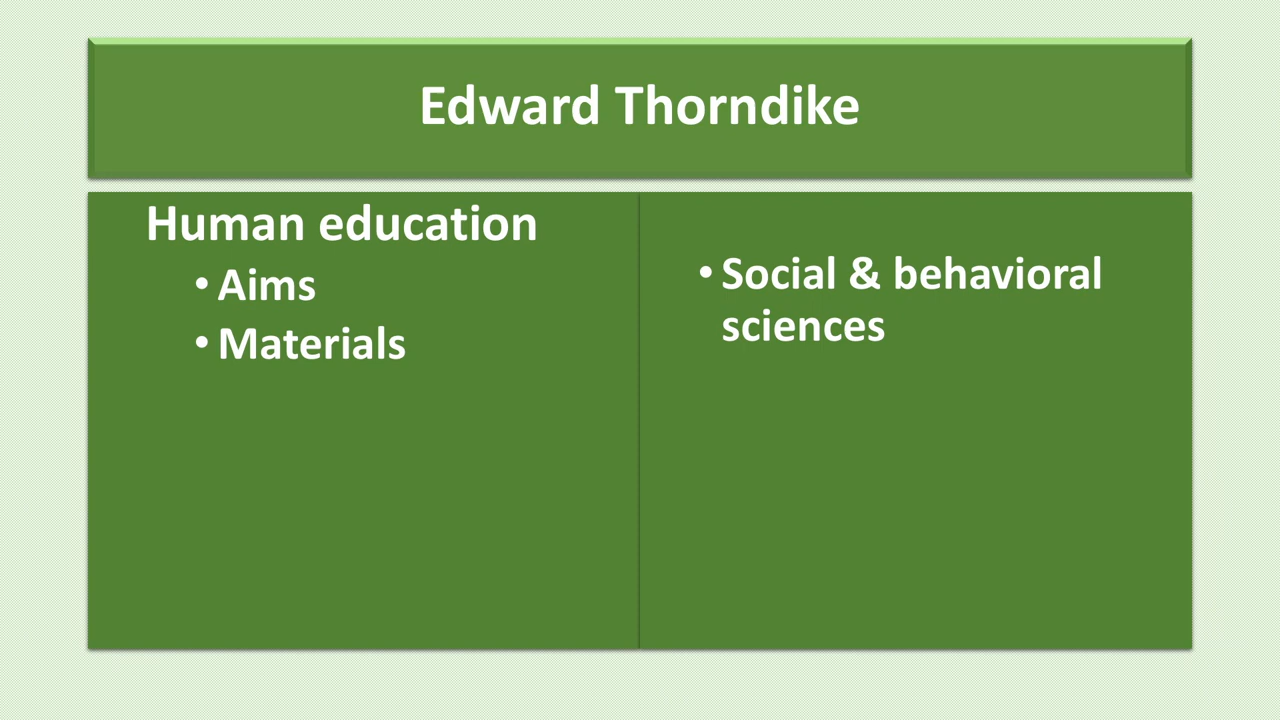 Edward Thorndike
Human education
• Aims
• Materials
• Social & behavioral
sciences